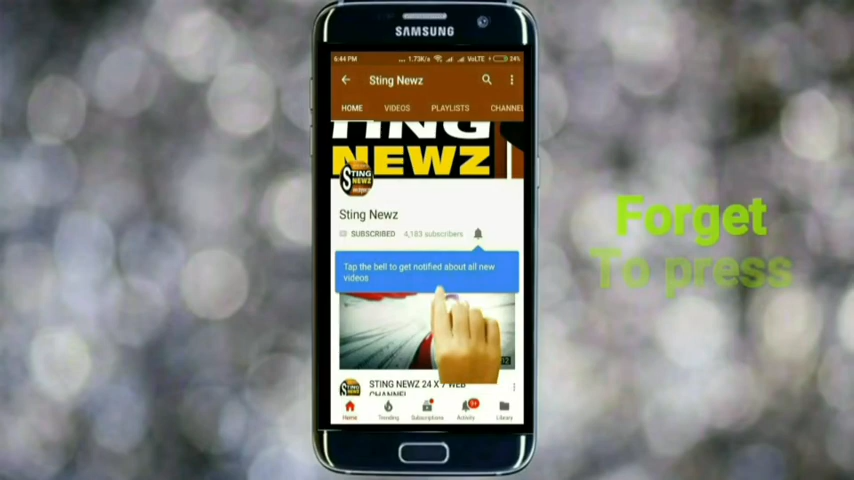 SAMSUNG
6:44 PM
... 1.73K/s VoLTE 24%
Sting Newz
HOME VIDEOS PLAYLISTS CHANNEL
TING
NEWZ
STING
NEWZ
Sting Newz
SUBSCRIBED 4,183 subscribers
Tap the bell to get notified about all new
videos
STING NEWZ 24 X 7 WEB
CHANNEL
Home Trending Subscriptions Activity Library
Forget
To press